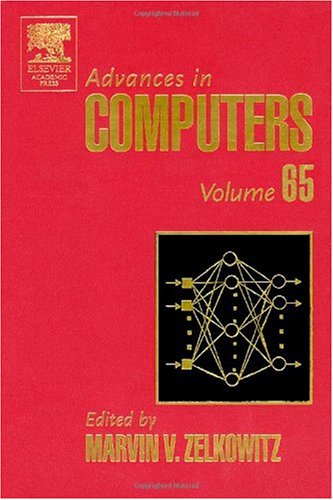 ELSEVIER
ACADEMIC
PRESS
Advances in
COMPUTERS
Volume 65
Edited by
MARVIN V. ZELKOWITZ